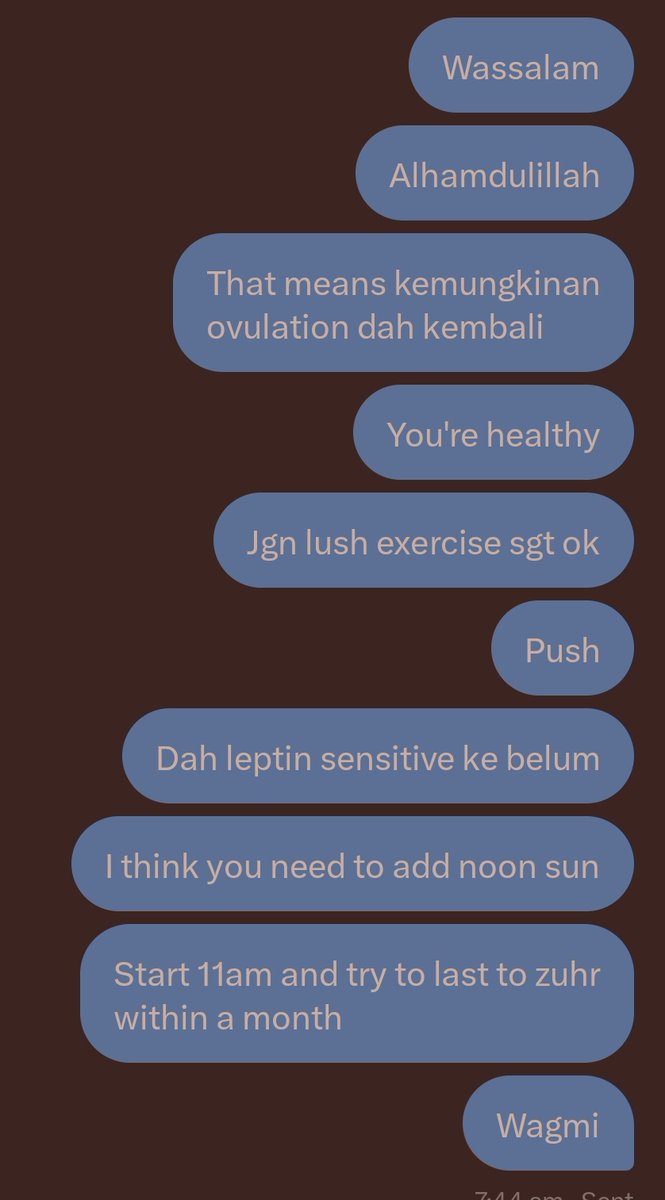 Wassalam
Alhamdulillah
That means kemungkinan
ovulation dah kembali
You're healthy
Jgn lush exercise sgt ok
Push
Dah leptin sensitive ke belum
I think you need to add noon sun
Start 11am and try to last to zuhr
within a month
Wagmi